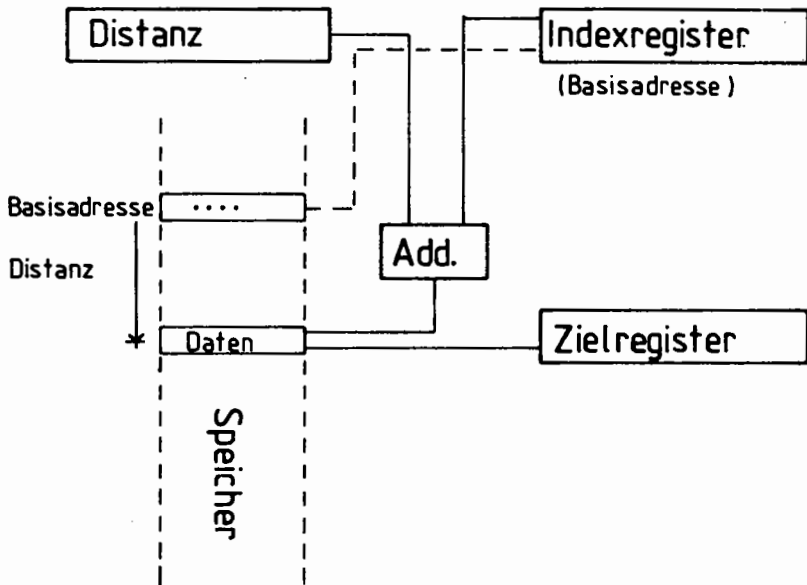 Distanz
Indexregister
(Basisadresse)
Basisadresse
....
Distanz
Add.
Daten
Zielregister
Speicher